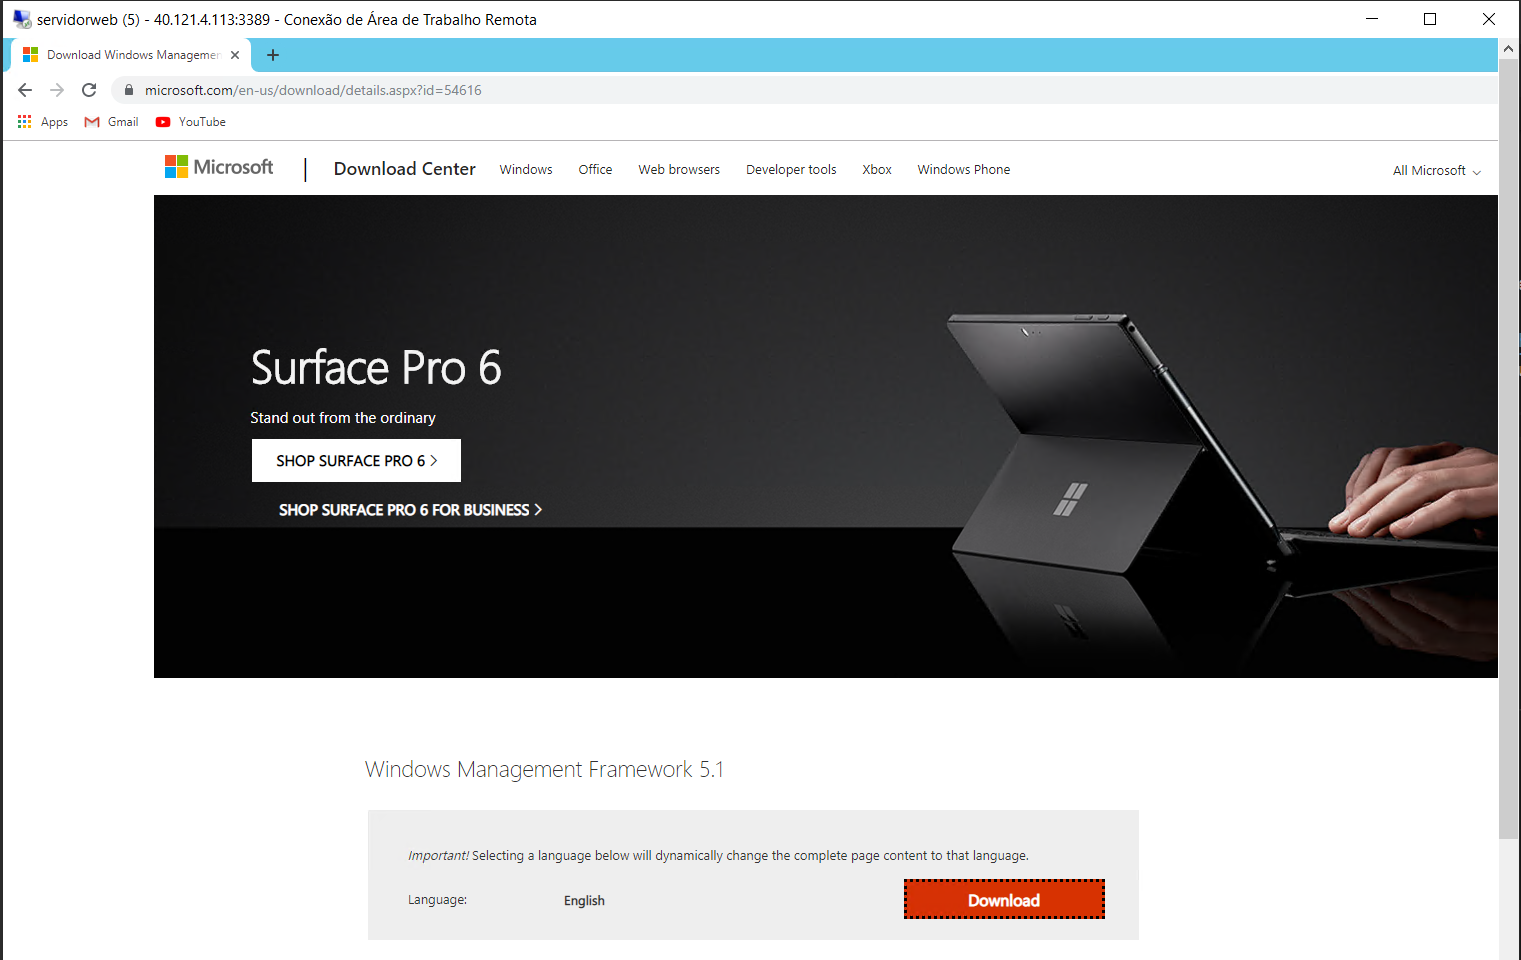 servidorweb (5) - 40.121.4.113:3389 - Conexão de Área de Trabalho Remota
Download Windows Managemen
microsoft.com/en-us/download/details.aspx?id=54616
Apps Gmail YouTube
Microsoft | Download Center Windows Office Web browsers Developer tools Xbox Windows Phone All Microsoft
Surface Pro 6
Stand out from the ordinary
SHOP SURFACE PRO 6 >
SHOP SURFACE PRO 6 FOR BUSINESS >
Windows Management Framework 5.1
Important! Selecting a language below will dynamically change the complete page content to that language.
Language: English Download